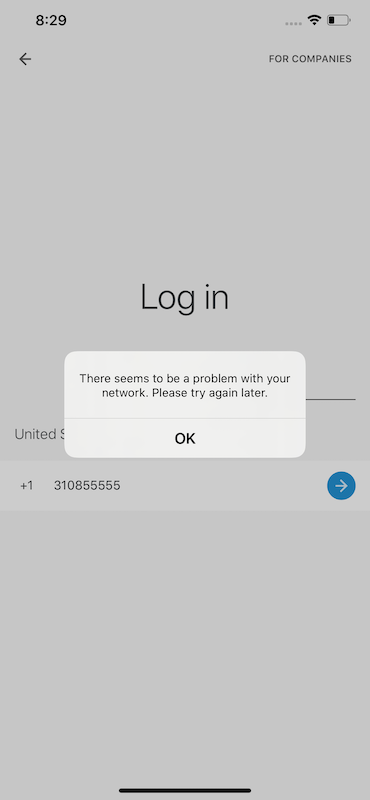 8:29
FOR COMPANIES
Log in
There seems to be a problem with your
network. Please try again later.
United S
OK
+1 310855555